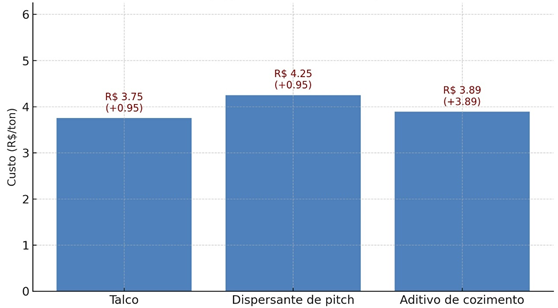 Custo (R$/ton)
6
5
4
3
2
1
0
R$ 3.75
(+0.95)
R$ 4.25
(+0.95)
R$ 3.89
(+3.89)
Talco
Dispersante de pitch
Aditivo de cozimento